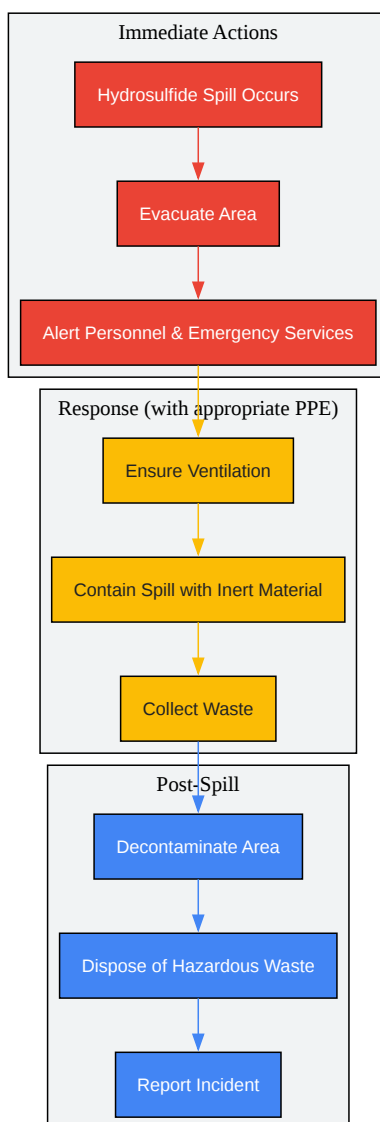 Immediate Actions
Hydrosulfide Spill Occurs
Evacuate Area
Alert Personnel & Emergency Services
Response (with appropriate PPE)
Ensure Ventilation
Contain Spill with Inert Material
Collect Waste
Post-Spill
Decontaminate Area
Dispose of Hazardous Waste
Report Incident